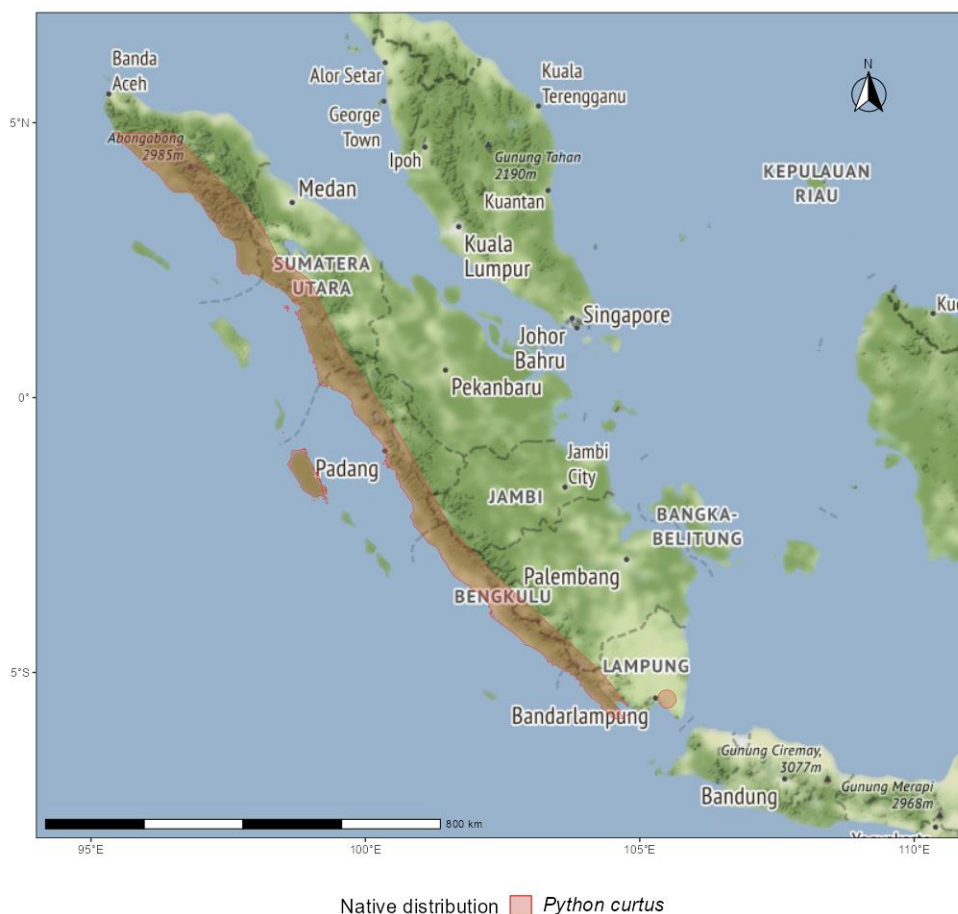 N
Banda
Aceh
Alor Setar
Kuala
Terengganu
George
Town
5°N
Abongabong
2985m
Ipoh
Gunung Tahan
2190m
KEPULAUAN
RIAU
Medan
Kuantan
Kuala
Lumpur
SUMATERA
UTARA
Singapore
Johor
Bahru
Pekanbaru
0°
Padang
Jambi
City
JAMBI
BANGKA-
BELITUNG
Palembang
BENGKULU
5°S
LAMPUNG
Bandarlampung
Gunung Ciremay,
3077m
Bandung
Gunung Merapi
2968m
800 km
95°E
100°E
105°E
110°E
Native distribution Python curtus